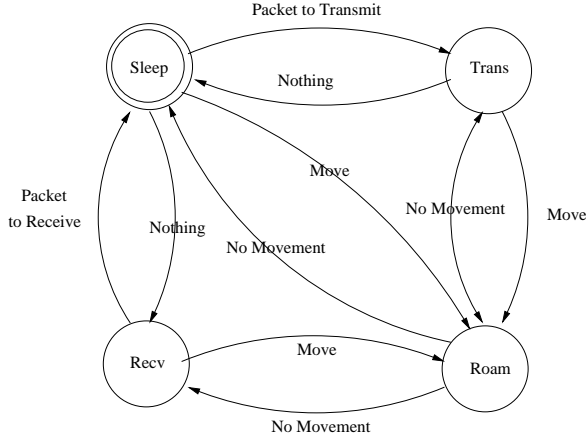 Packet to Transmit
Sleep
Trans
Nothing
Move
Packet
to Receive
No Movement
Move
Nothing
No Movement
Recv
Move
Roam
No Movement